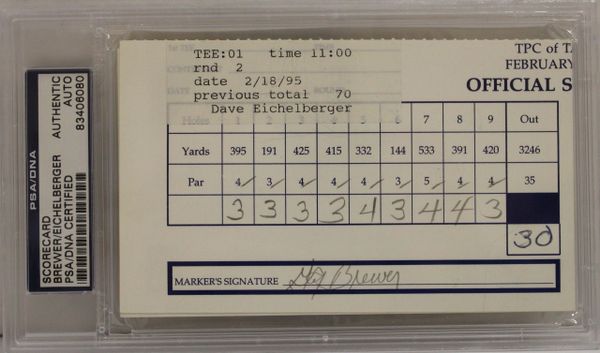 PSA/DNA
SCORECARD
BREWER/EICHELBERGER
PSA/DNA CERTIFIED
AUTHENTIC
AUTO
83406080
TEE:01 time 11:00
rnd 2
date 2/18/95
previous total 70
Dave Eichelberger
TPC of TA
FEBRUARY
OFFICIAL S
Holes 1 2 3 4 5 6 7 8 9 Out
Yards 395 191 425 415 332 144 533 391 420 3246
Par 4 3 4 4 4 3 5 4 4 35
3 3 3 3 4 3 4 4 3
30
MARKER'S SIGNATURE Gay Brewer